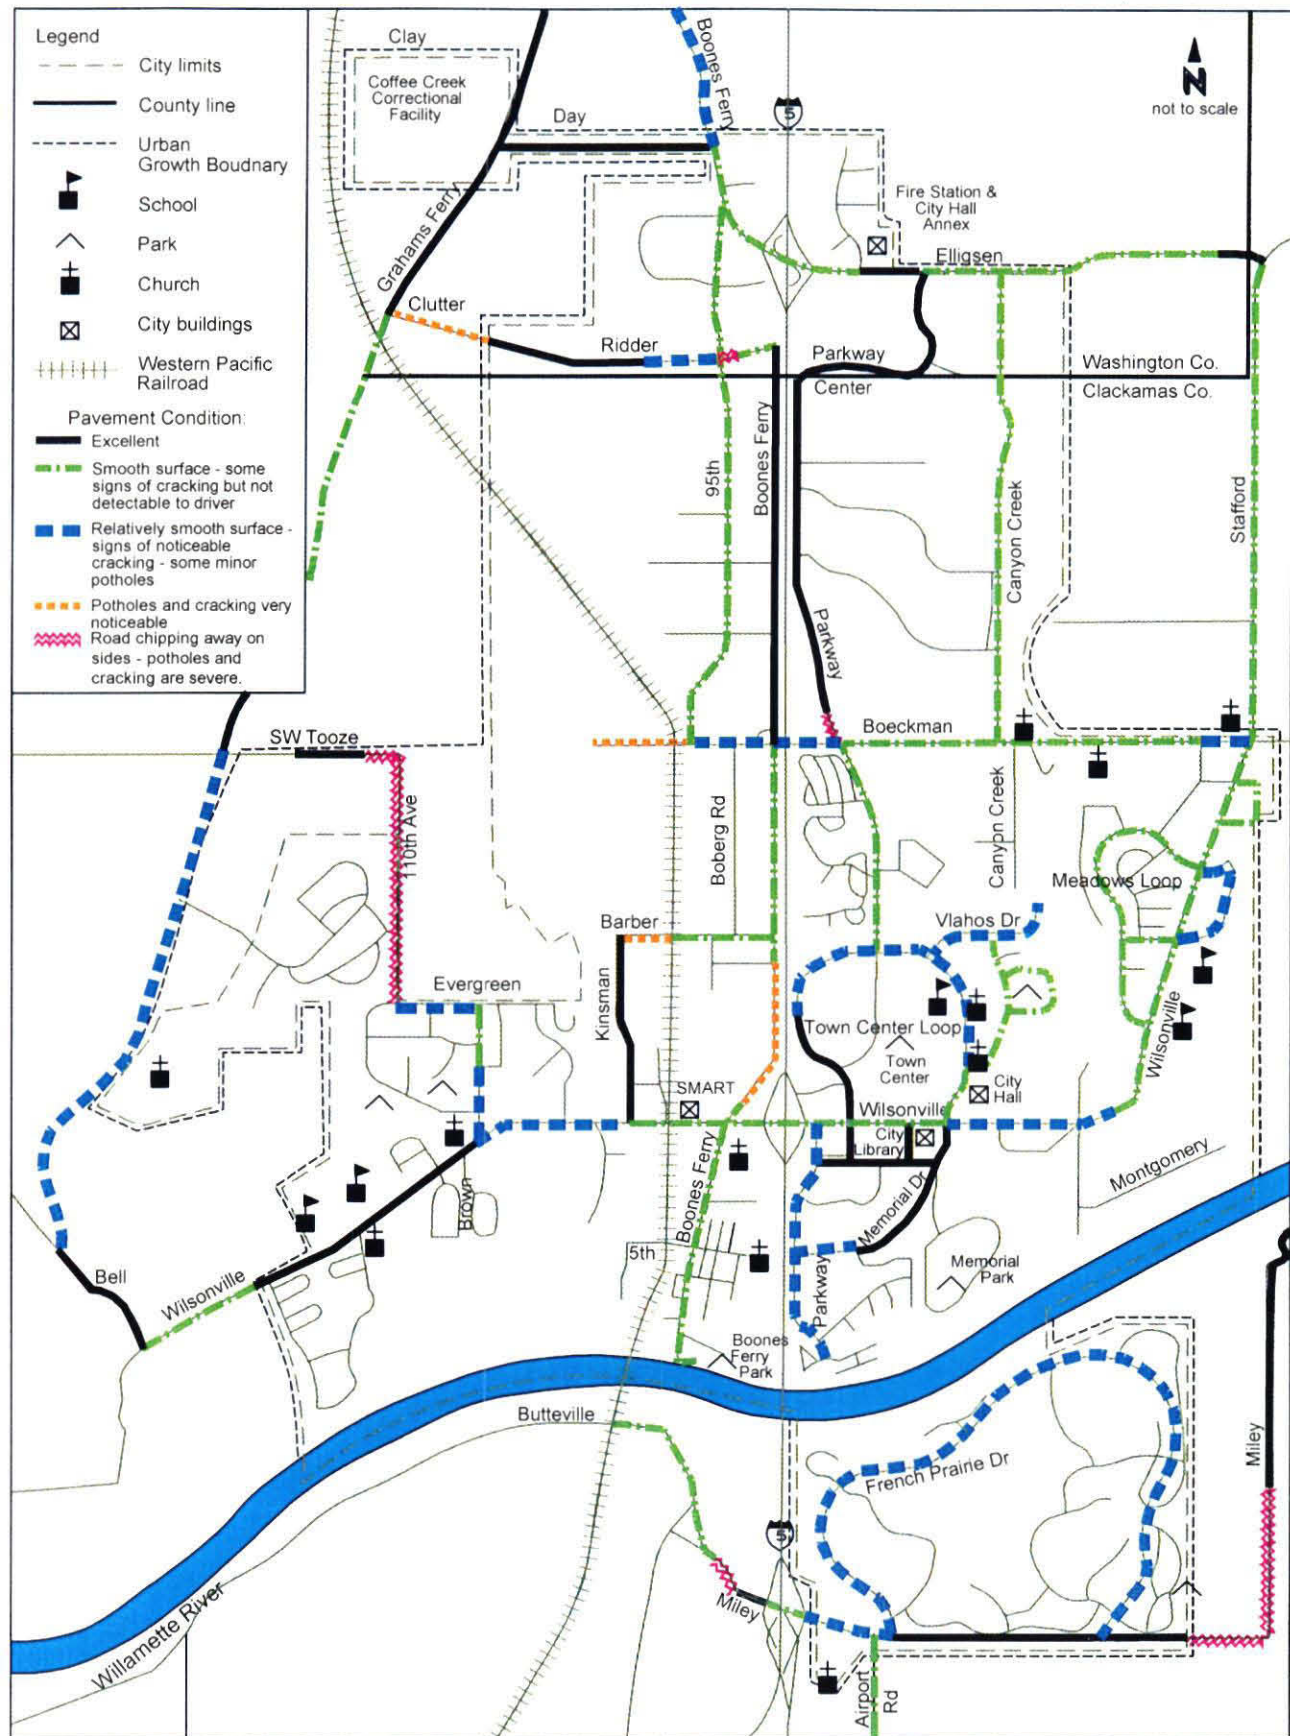 Legend
City limits
County line
Urban
Growth Boudnary
School
Park
Church
City buildings
Western Pacific
Railroad
Pavement Condition:
Excellent
Smooth surface - some
signs of cracking but not
detectable to driver
Relatively smooth surface -
signs of noticeable
cracking - some minor
potholes
Potholes and cracking very
noticeable
Road chipping away on
sides - potholes and
cracking are severe.
Clay
Coffee Creek
Correctional
Facility
Day
Boones Ferry
5
N
not to scale
Fire Station &
City Hall
Annex
Elligsen
Grahams Ferry
Clutter
Ridder
Parkway
Center
Washington Co.
Clackamas Co.
95th
Boones Ferry
Canyon Creek
Stafford
Parkway
SW Tooze
Boeckman
110th Ave
Boberg Rd
Canyon Creek
Meadows Loop
Barber
Vlahos Dr
Evergreen
Kinsman
Town Center Loop
Town
Center
Wilsonville
SMART
City
Hall
Wilsonville
City
Library
Boones Ferry
Montgomery
Brown
Memorial Dr
5th
Bell
Wilsonville
Parkway
Memorial
Park
Boones
Ferry
Park
Butteville
French Prairie Dr
Miley
5
Miley
Willamette River
Airport
Rd